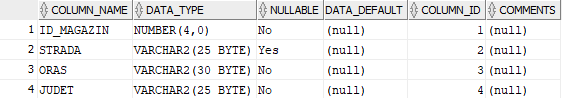 COLUMN_NAME DATA_TYPE NULLABLE DATA_DEFAULT COLUMN_ID COMMENTS
1 ID_MAGAZIN NUMBER(4,0) No (null) 1 (null)
2 STRADA VARCHAR2(25 BYTE) Yes (null) 2 (null)
3 ORAS VARCHAR2(30 BYTE) No (null) 3 (null)
4 JUDET VARCHAR2(25 BYTE) No (null) 4 (null)